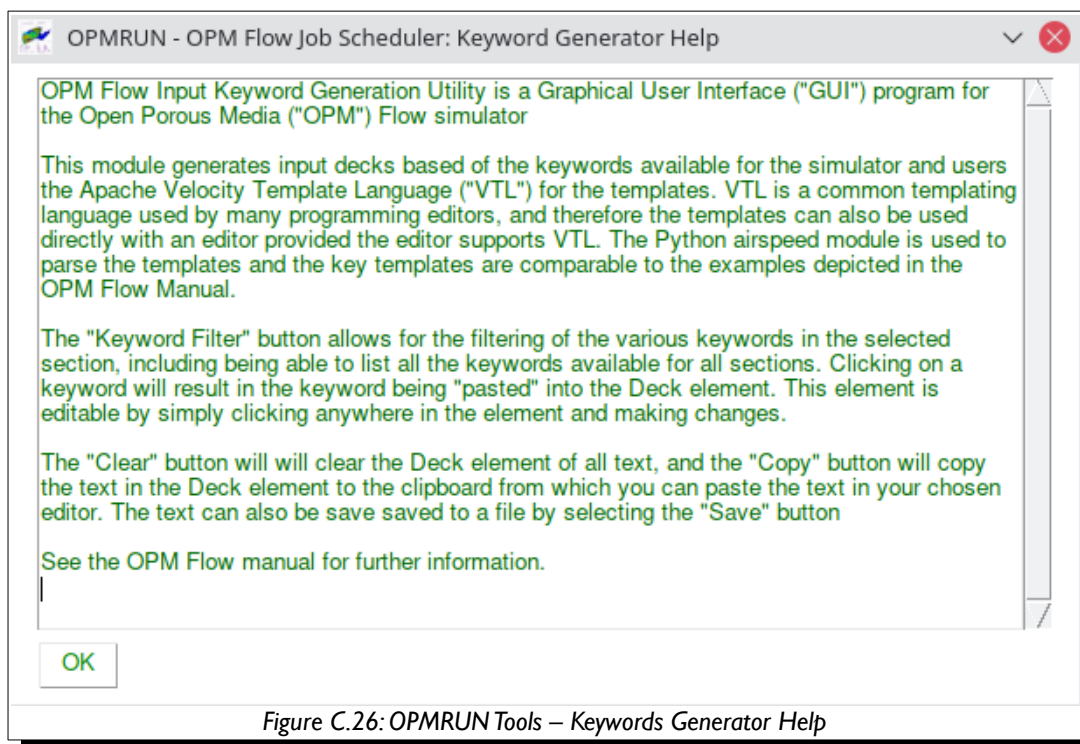 OPMRUN - OPM Flow Job Scheduler: Keyword Generator Help
OPM Flow Input Keyword Generation Utility is a Graphical User Interface ("GUI") program for
the Open Porous Media ("OPM") Flow simulator
This module generates input decks based of the keywords available for the simulator and users
the Apache Velocity Template Language ("VTL") for the templates. VTL is a common templating
language used by many programming editors, and therefore the templates can also be used
directly with an editor provided the editor supports VTL. The Python airspeed module is used to
parse the templates and the key templates are comparable to the examples depicted in the
OPM Flow Manual.
The "Keyword Filter" button allows for the filtering of the various keywords in the selected
section, including being able to list all the keywords available for all sections. Clicking on a
keyword will result in the keyword being "pasted" into the Deck element. This element is
editable by simply clicking anywhere in the element and making changes.
The "Clear" button will will clear the Deck element of all text, and the "Copy" button will copy
the text in the Deck element to the clipboard from which you can paste the text in your chosen
editor. The text can also be save saved to a file by selecting the "Save" button
See the OPM Flow manual for further information.
OK
Figure C.26: OPMRUN Tools – Keywords Generator Help